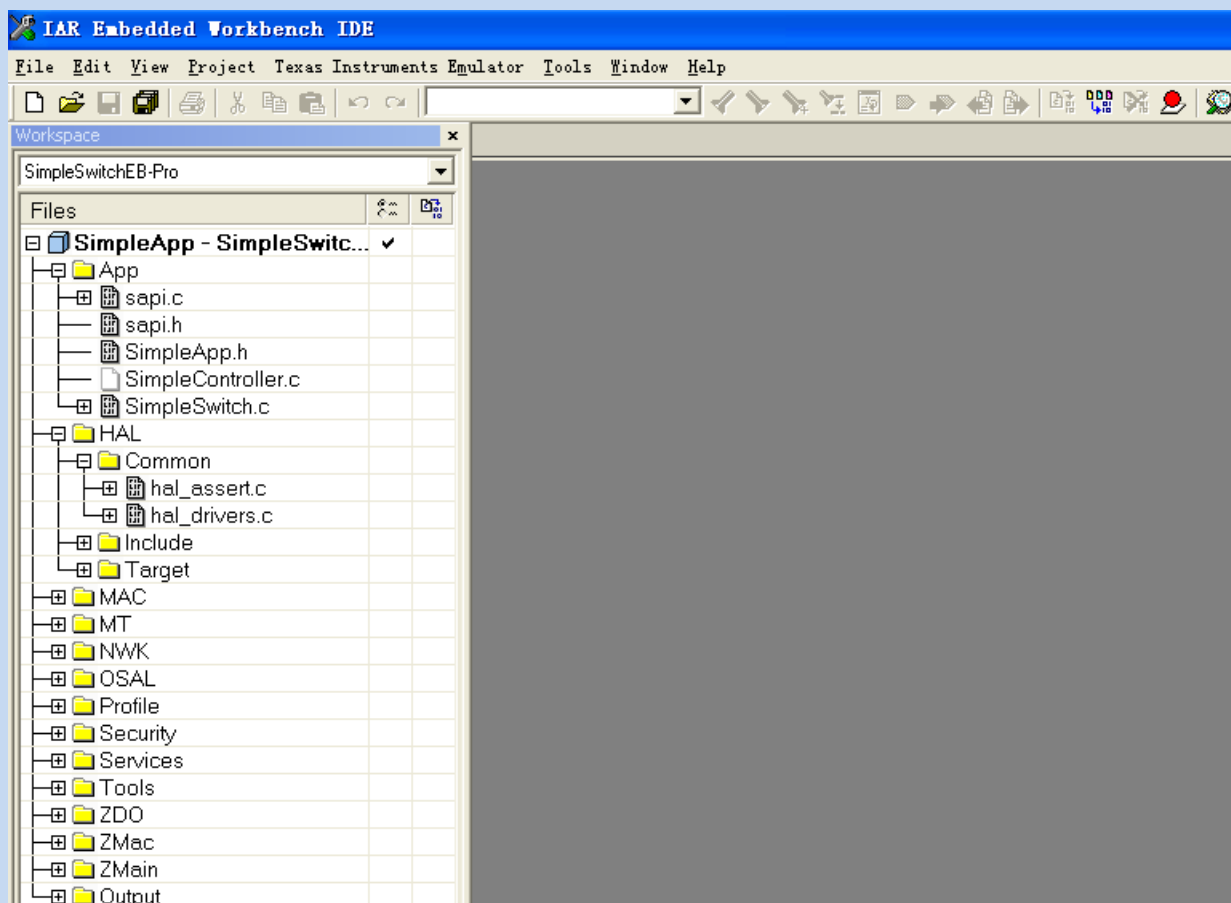 IAR Embedded Workbench IDE
File Edit View Project Texas Instruments Emulator Tools Window Help
Workspace
SimpleSwitchEB-Pro
Files
SimpleApp - SimpleSwitc...
App
sapi.c
sapi.h
SimpleApp.h
SimpleController.c
SimpleSwitch.c
HAL
Common
hal_assert.c
hal_drivers.c
Include
Target
MAC
MT
NWK
OSAL
Profile
Security
Services
Tools
ZDO
ZMac
ZMain
Output